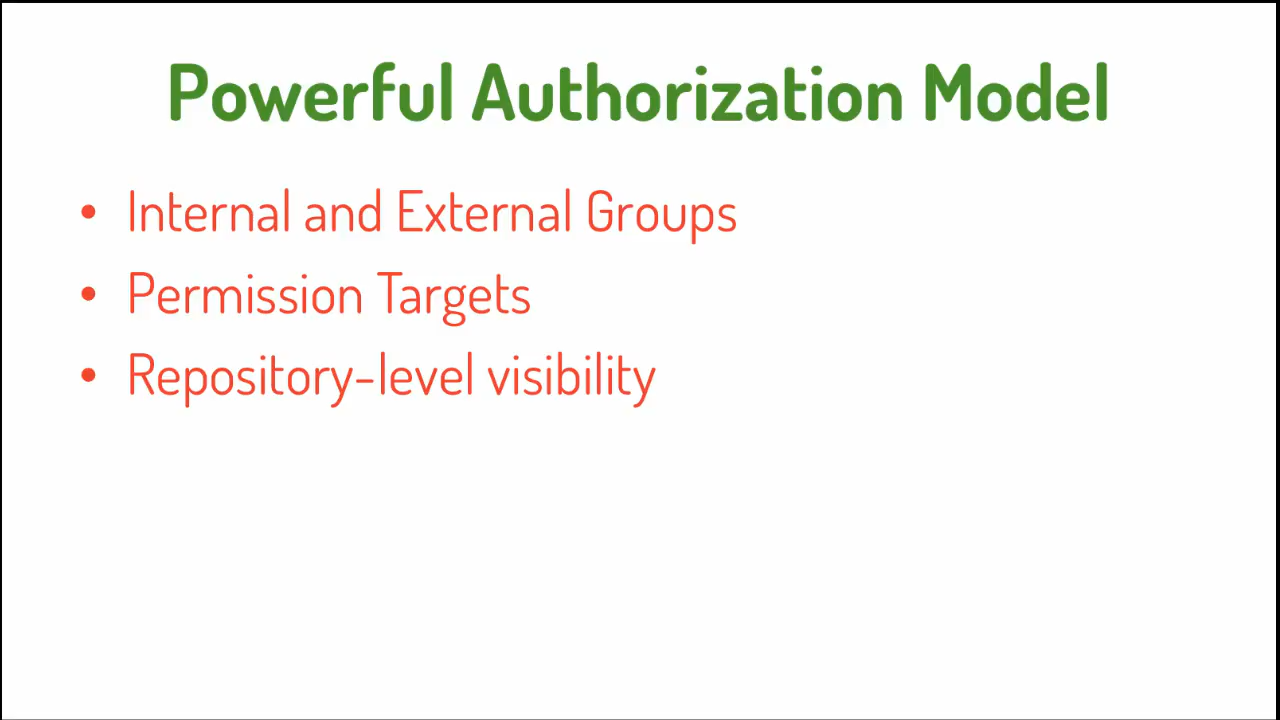 Powerful Authorization Model
• Internal and External Groups
• Permission Targets
• Repository-level visibility